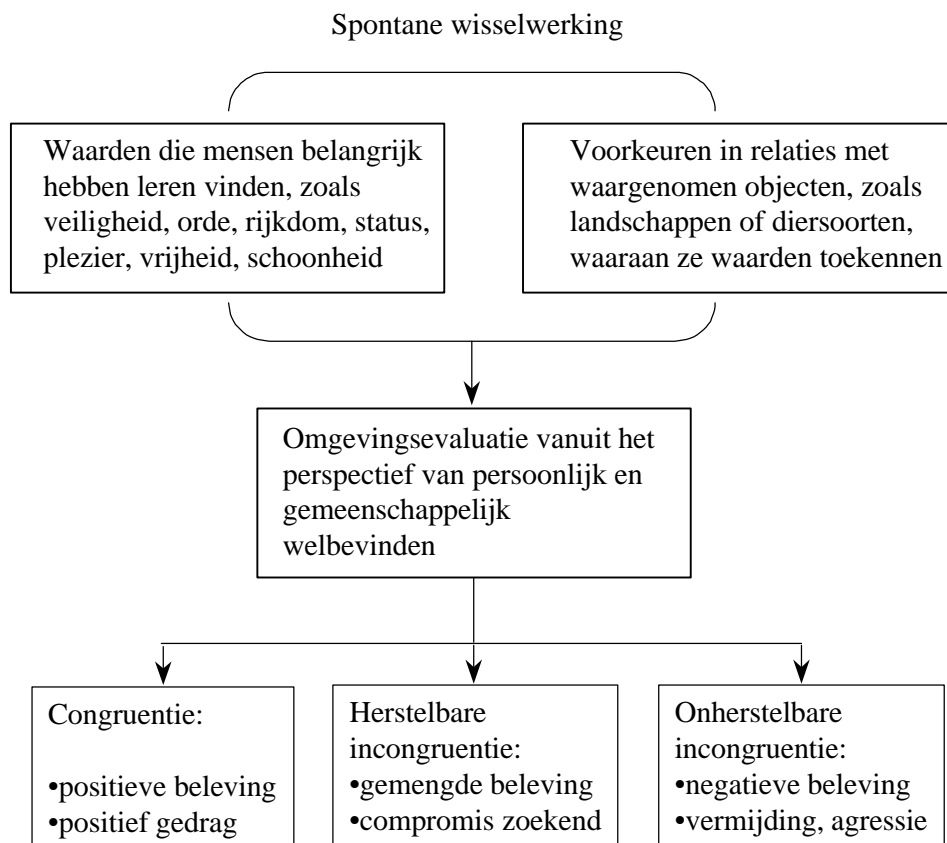 Spontane wisselwerking
Waarden die mensen belangrijk
hebben leren vinden, zoals
veiligheid, orde, rijkdom, status,
plezier, vrijheid, schoonheid
Voorkeuren in relaties met
waargenomen objecten, zoals
landschappen of diersoorten,
waaraan ze waarden toekennen
Omgevingsevaluatie vanuit het
perspectief van persoonlijk en
gemeenschappelijk
welbevinden
Congruentie:
•positieve beleving
•positief gedrag
Herstelbare
incongruentie:
•gemengde beleving
•compromis zoekend
Onherstelbare
incongruentie:
•negatieve beleving
•vermijding, agressie